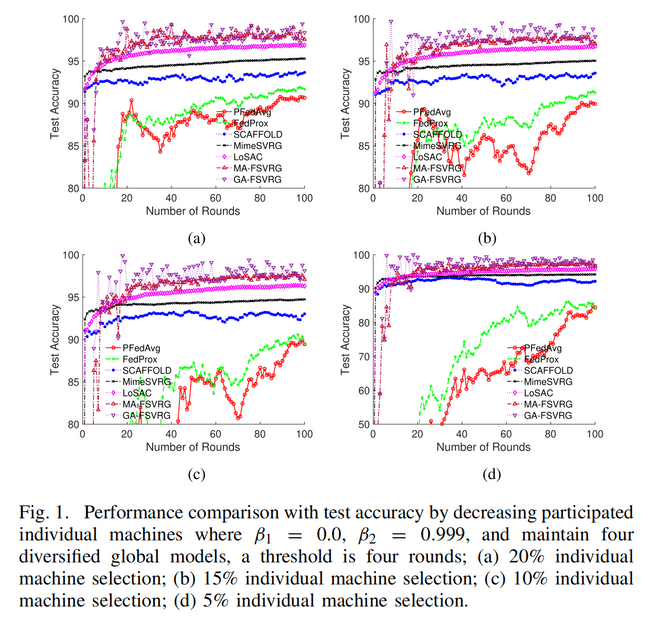 100
95
90
85
80
Test Accuracy
PFedAvg
FedProx
SCAFFOLD
MimeSVRG
LoSAC
MA-FSVRG
GA-FSVRG
0 20 40 60 80 100
Number of Rounds
(a)
100
95
90
85
80
Test Accuracy
PFedAvg
FedProx
SCAFFOLD
MimeSVRG
LoSAC
MA-FSVRG
GA-FSVRG
0 20 40 60 80 100
Number of Rounds
(b)
100
95
90
85
80
Test Accuracy
PFedAvg
FedProx
SCAFFOLD
MimeSVRG
LoSAC
MA-FSVRG
GA-FSVRG
0 20 40 60 80 100
Number of Rounds
(c)
100
90
80
70
60
50
Test Accuracy
PFedAvg
FedProx
SCAFFOLD
MimeSVRG
LoSAC
MA-FSVRG
GA-FSVRG
0 20 40 60 80 100
Number of Rounds
(d)
Fig. 1. Performance comparison with test accuracy by decreasing participated
individual machines where β₁ = 0.0, β₂ = 0.999, and maintain four
diversified global models, a threshold is four rounds; (a) 20% individual
machine selection; (b) 15% individual machine selection; (c) 10% individual
machine selection; (d) 5% individual machine selection.